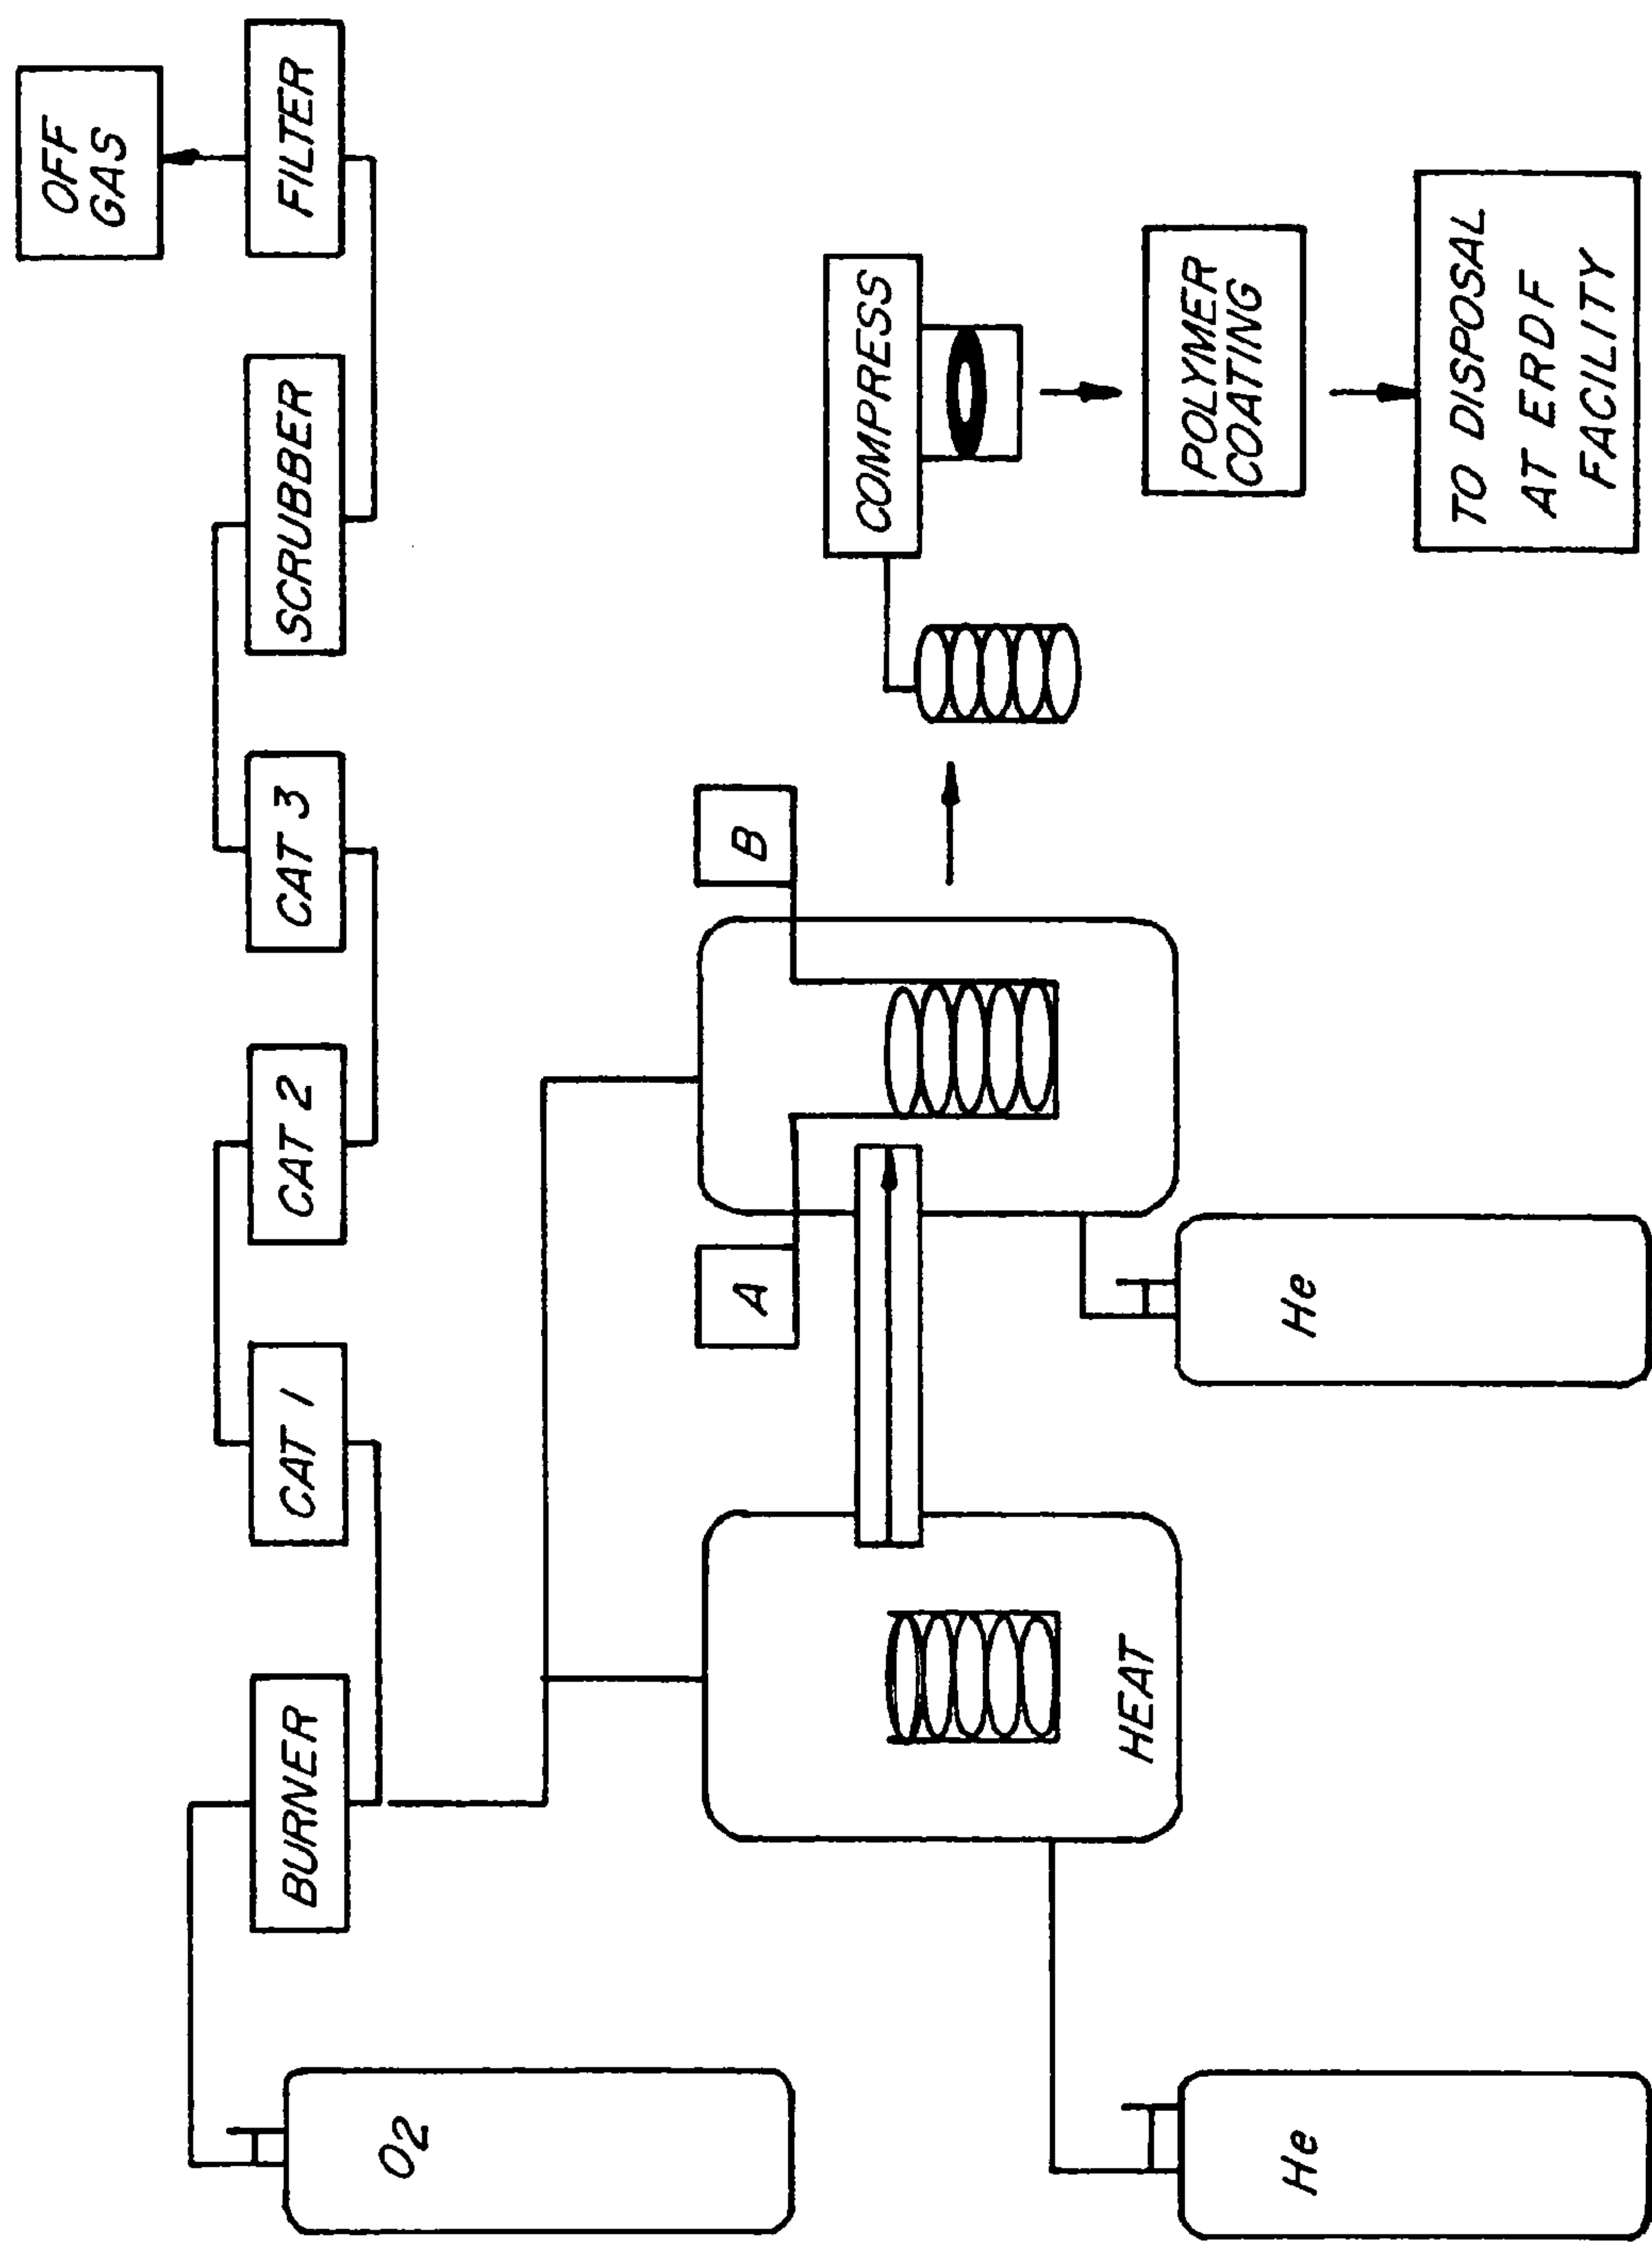 OFF
GAS
BURNER
CAT 1
CAT 2
CAT 3
SCRUBBER
FILTER
O2
A
B
HEAT
COMPRESS
POLYMER
COATING
TO DISPOSAL
AT ERDF
FACILITY
He
He